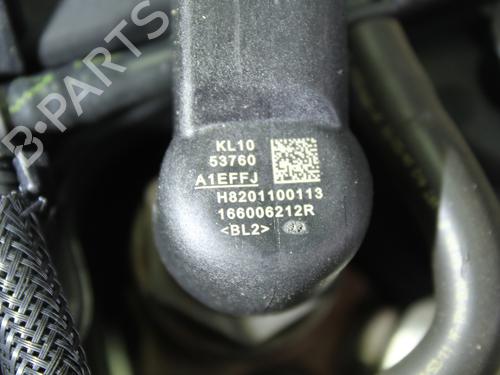 KL10
53760
A1EFFJ
H8201100113
166006212R
<BL2>
B-PARTS